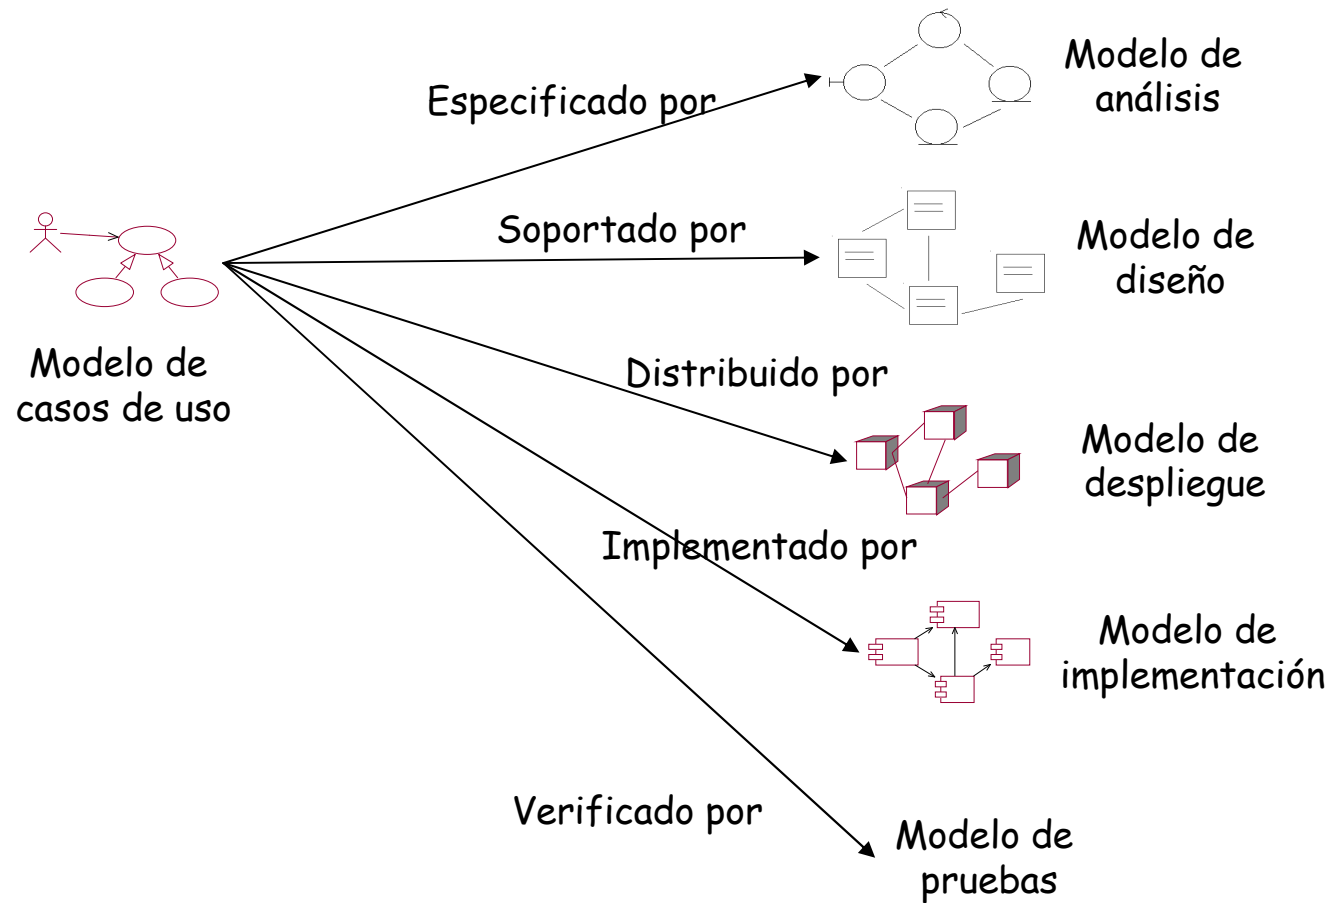 Especificado por
Modelo de
análisis
Soportado por
Modelo de
diseño
Modelo de
casos de uso
Distribuido por
Modelo de
despliegue
Implementado por
Modelo de
implementación
Verificado por
Modelo de
pruebas